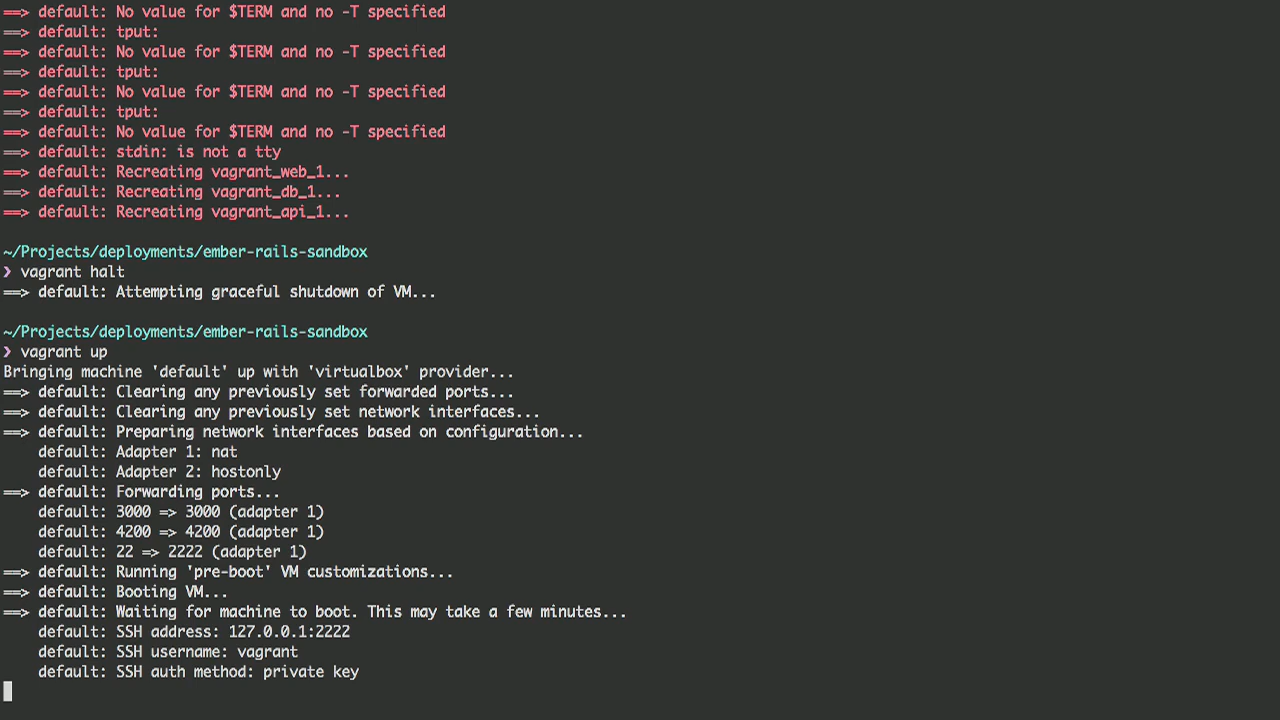 ==> default: No value for $TERM and no -T specified
==> default: tput:
==> default: No value for $TERM and no -T specified
==> default: tput:
==> default: No value for $TERM and no -T specified
==> default: tput:
==> default: No value for $TERM and no -T specified
==> default: stdin: is not a tty
==> default: Recreating vagrant_web_1...
==> default: Recreating vagrant_db_1...
==> default: Recreating vagrant_api_1...
~/Projects/deployments/ember-rails-sandbox
❯ vagrant halt
==> default: Attempting graceful shutdown of VM...
~/Projects/deployments/ember-rails-sandbox
❯ vagrant up
Bringing machine 'default' up with 'virtualbox' provider...
==> default: Clearing any previously set forwarded ports...
==> default: Clearing any previously set network interfaces...
==> default: Preparing network interfaces based on configuration...
    default: Adapter 1: nat
    default: Adapter 2: hostonly
==> default: Forwarding ports...
    default: 3000 => 3000 (adapter 1)
    default: 4200 => 4200 (adapter 1)
    default: 22 => 2222 (adapter 1)
==> default: Running 'pre-boot' VM customizations...
==> default: Booting VM...
==> default: Waiting for machine to boot. This may take a few minutes...
    default: SSH address: 127.0.0.1:2222
    default: SSH username: vagrant
    default: SSH auth method: private key